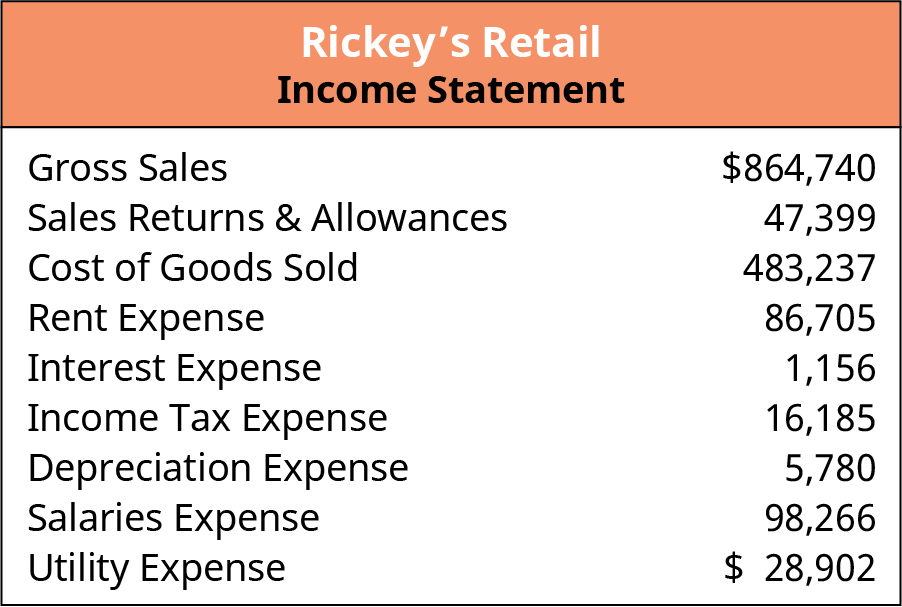 Rickey’s Retail
Income Statement
Gross Sales $864,740
Sales Returns & Allowances 47,399
Cost of Goods Sold 483,237
Rent Expense 86,705
Interest Expense 1,156
Income Tax Expense 16,185
Depreciation Expense 5,780
Salaries Expense 98,266
Utility Expense $ 28,902